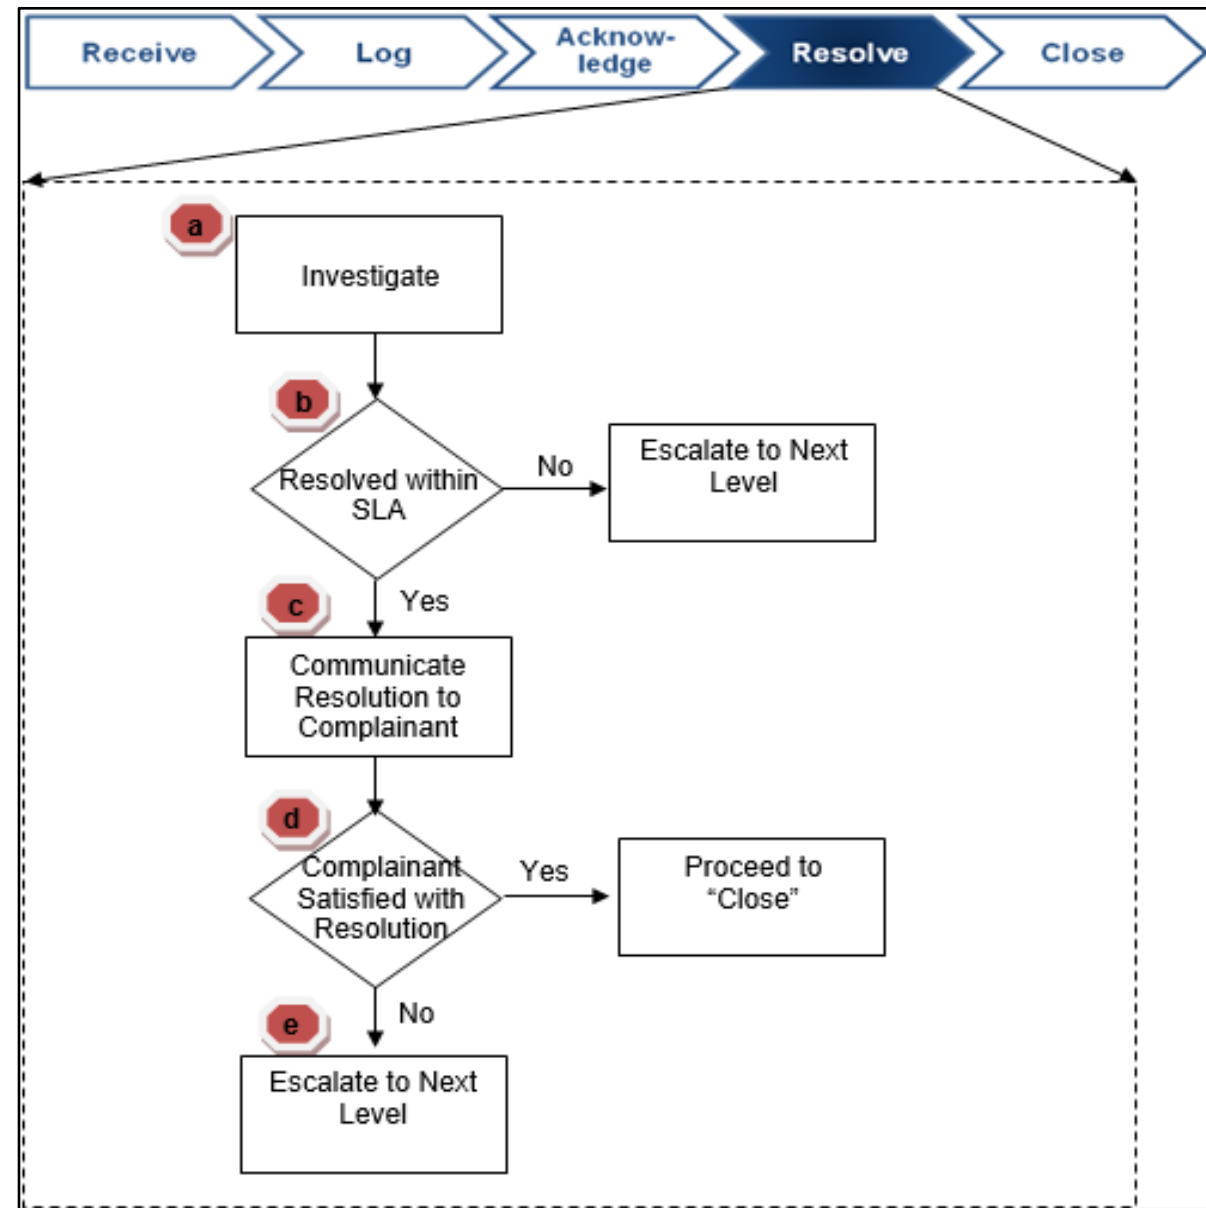 Receive
Log
Acknow-
ledge
Resolve
Close
a
Investigate
b
Resolved within
SLA
No
Escalate to Next
Level
Yes
c
Communicate
Resolution to
Complainant
d
Complainant
Satisfied with
Resolution
Yes
Proceed to
“Close”
No
e
Escalate to Next
Level